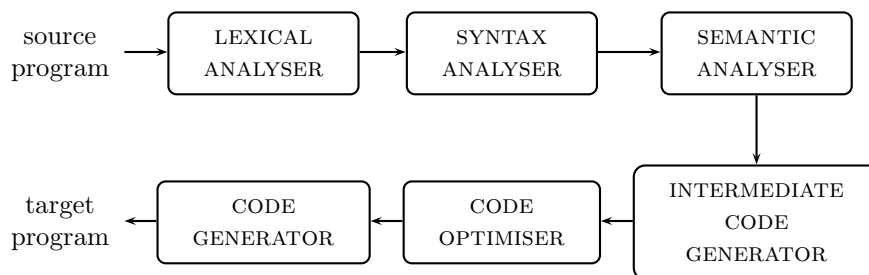 source
program
LEXICAL
ANALYSER
SYNTAX
ANALYSER
SEMANTIC
ANALYSER
target
program
CODE
GENERATOR
CODE
OPTIMISER
INTERMEDIATE
CODE
GENERATOR